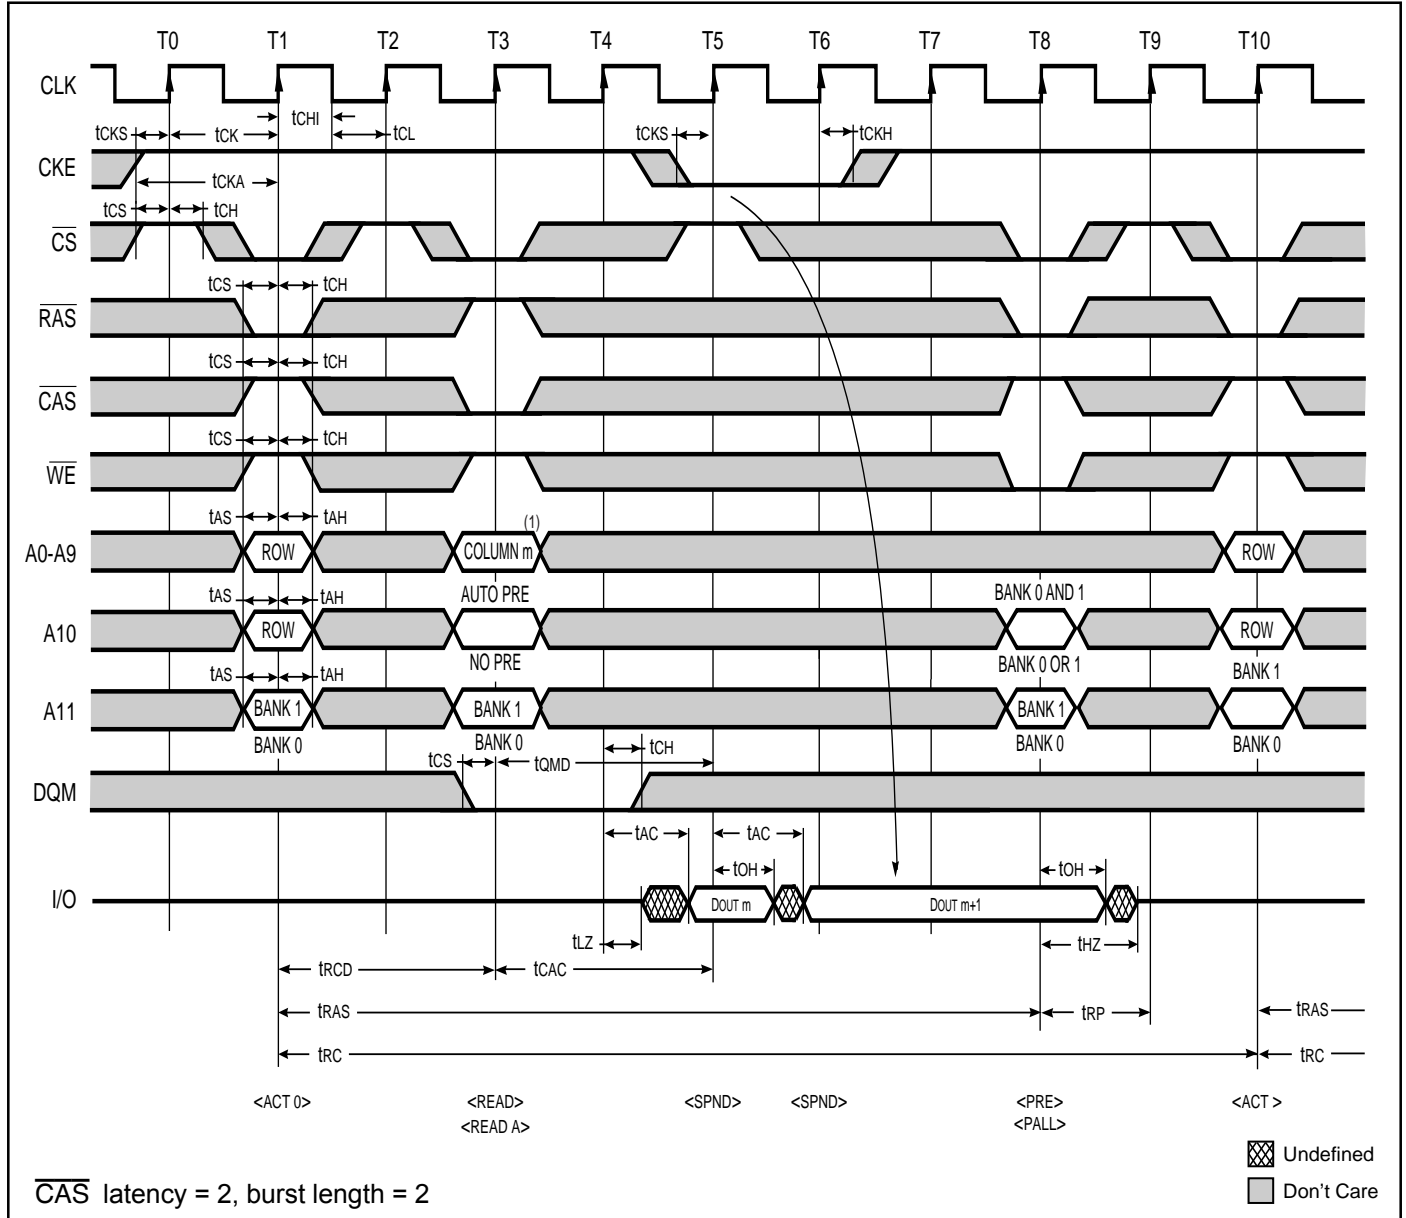 T0 T1 T2 T3 T4 T5 T6 T7 T8 T9 T10
CLK
tCHI
tCKS tCK tCL tCKS tCKH
CKE
tCKA
tCS tCH
CS
tCS tCH
RAS
tCS tCH
CAS
tCS tCH
WE
tAS tAH (1)
A0-A9 ROW COLUMN m ROW
tAS tAH AUTO PRE BANK 0 AND 1
A10 ROW ROW
NO PRE BANK 0 OR 1 BANK 1
tAS tAH
A11 BANK 1 BANK 1 BANK 1
BANK 0 BANK 0 BANK 0 BANK 0
tCH
tCS tQMD
DQM
tAC tAC
tOH tOH
I/O DOUT m DOUT m+1
tLZ tHZ
tRCD tCAC
tRAS tRP tRAS
tRC tRC
<ACT 0> <READ> <SPND> <SPND> <PRE> <ACT >
<READ A> <PALL>
Undefined
Don't Care
CAS latency = 2, burst length = 2